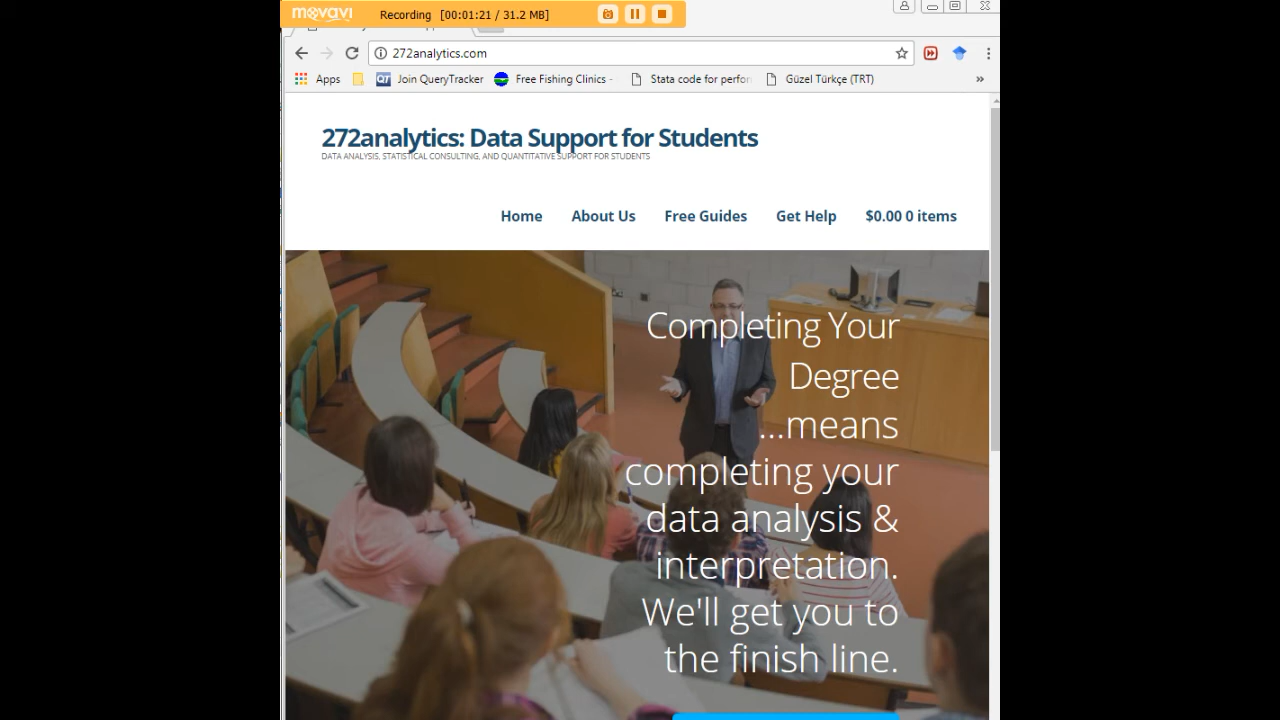 movavi
Recording [00:01:21 / 31.2 MB]
272analytics.com
Apps
QT Join QueryTracker
Free Fishing Clinics -
Stata code for perfor
Güzel Türkçe (TRT)
»
272analytics: Data Support for Students
DATA ANALYSIS, STATISTICAL CONSULTING, AND QUANTITATIVE SUPPORT FOR STUDENTS
Home About Us Free Guides Get Help $0.00 0 items
Completing Your
Degree
...means
completing your
data analysis &
interpretation.
We'll get you to
the finish line.